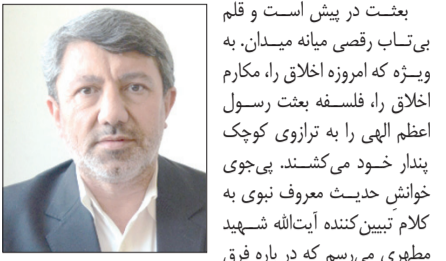 بعثت در پیش است و قلم
بی‌تاب رقصی میانه میدان. به
ویژه که امروزه اخلاق را، مکارم
اخلاق را، فلسفه بعثت رسول
اعظم الهی را به ترازوی کوچک
پندار خود می‌کشند. پی‌جوی
خوانشِ حدیث معروف نبوی به
کلام تبیین‌کننده آیت‌الله شهید
مطهری می‌رسم که در باره فرق